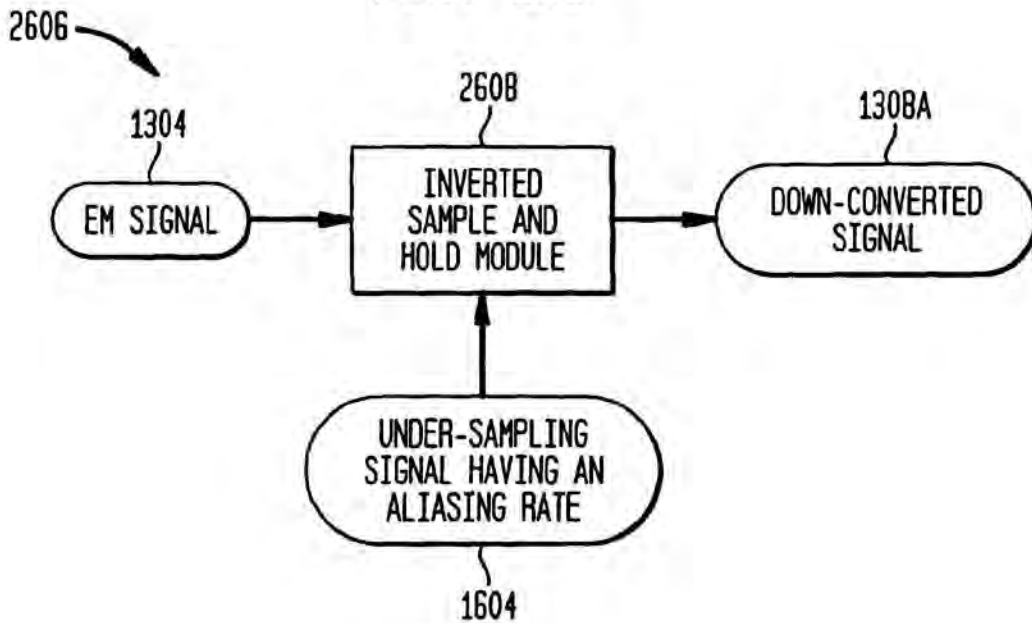 2606
1304
EM SIGNAL
2608
INVERTED
SAMPLE AND
HOLD MODULE
1308A
DOWN-CONVERTED
SIGNAL
UNDER-SAMPLING
SIGNAL HAVING AN
ALIASING RATE
1604